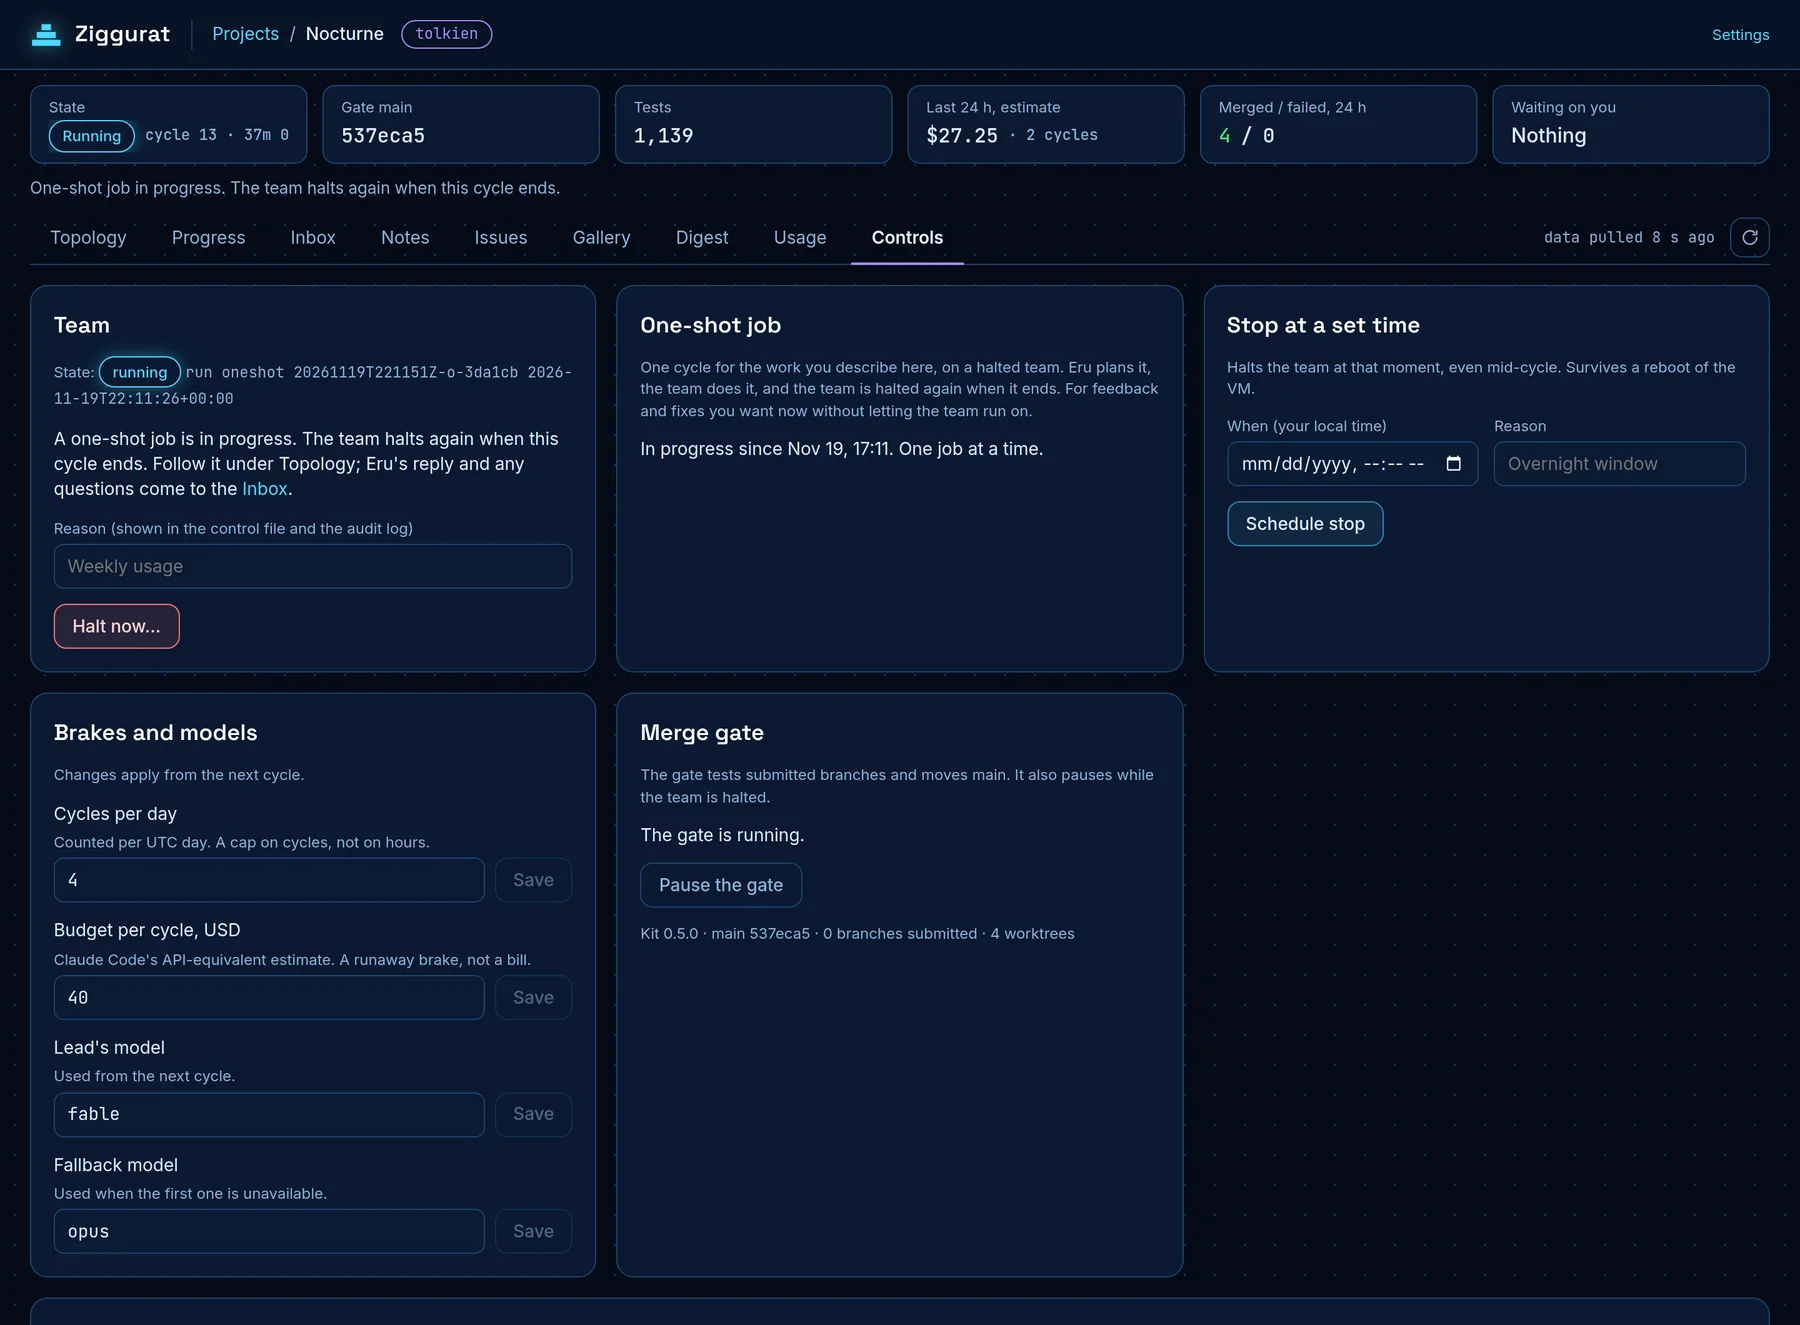 Ziggurat
Projects / Nocturne
tolkien
Settings
State
Running cycle 13 · 37m 0
Gate main
537eca5
Tests
1,139
Last 24 h, estimate
$27.25 · 2 cycles
Merged / failed, 24 h
4 / 0
Waiting on you
Nothing
One-shot job in progress. The team halts again when this cycle ends.
Topology
Progress
Inbox
Notes
Issues
Gallery
Digest
Usage
Controls
data pulled 8 s ago
Team
State: running run oneshot 20261119T221151Z-o-3da1cb 2026-
11-19T22:11:26+00:00
A one-shot job is in progress. The team halts again when this
cycle ends. Follow it under Topology; Eru's reply and any
questions come to the Inbox.
Reason (shown in the control file and the audit log)
Weekly usage
Halt now...
One-shot job
One cycle for the work you describe here, on a halted team. Eru plans it,
the team does it, and the team is halted again when it ends. For feedback
and fixes you want now without letting the team run on.
In progress since Nov 19, 17:11. One job at a time.
Stop at a set time
Halts the team at that moment, even mid-cycle. Survives a reboot of the
VM.
When (your local time)
mm/dd/yyyy, --:-- --
Reason
Overnight window
Schedule stop
Brakes and models
Changes apply from the next cycle.
Cycles per day
Counted per UTC day. A cap on cycles, not on hours.
4
Save
Budget per cycle, USD
Claude Code's API-equivalent estimate. A runaway brake, not a bill.
40
Save
Lead's model
Used from the next cycle.
fable
Save
Fallback model
Used when the first one is unavailable.
opus
Save
Merge gate
The gate tests submitted branches and moves main. It also pauses while
the team is halted.
The gate is running.
Pause the gate
Kit 0.5.0 · main 537eca5 · 0 branches submitted · 4 worktrees